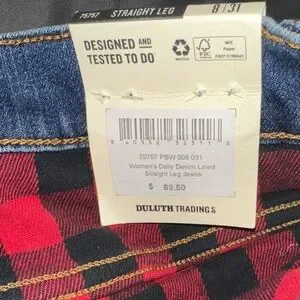 75757 STRAIGHT LEG 8 / 31
DESIGNED AND
TESTED TO DO
FSC
MIX
Paper
75757 PBW 008 031
Women's Daily Denim Lined
Straight Leg Jeans
$ 89.50
DULUTH TRADING